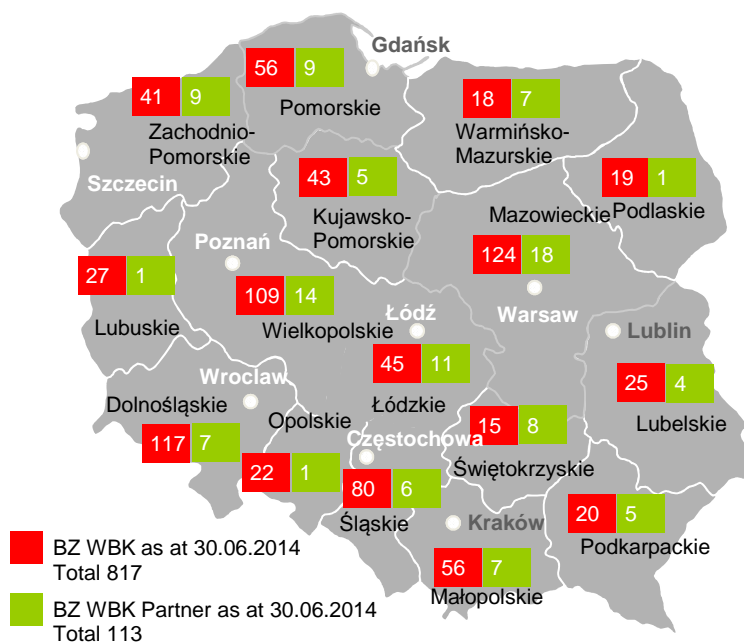 Gdańsk
56 9
Pomorskie
41 9
Zachodnio-
Pomorskie
18 7
Warmińsko-
Mazurskie
Szczecin
43 5
Kujawsko-
Pomorskie
19 1
Podlaskie
Mazowieckie
124 18
Warsaw
Poznań
27 1
Lubuskie
109 14
Wielkopolskie
Łódź
45 11
Łódzkie
Lublin
25 4
Lubelskie
Wroclaw
Dolnośląskie
117 7
Opolskie
22 1
Częstochowa
80 6
Śląskie
15 8
Świętokrzyskie
Kraków
56 7
Małopolskie
20 5
Podkarpackie
BZ WBK as at 30.06.2014
Total 817
BZ WBK Partner as at 30.06.2014
Total 113